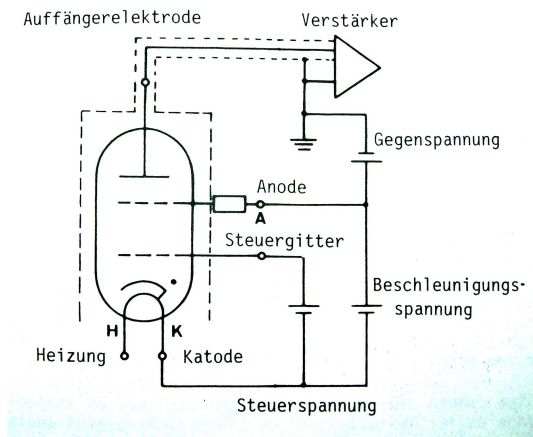 Auffängerelektrode
Verstärker
Gegenspannung
Anode
A
Steuergitter
Beschleunigungs-
spannung
H
K
Heizung
Katode
Steuerspannung